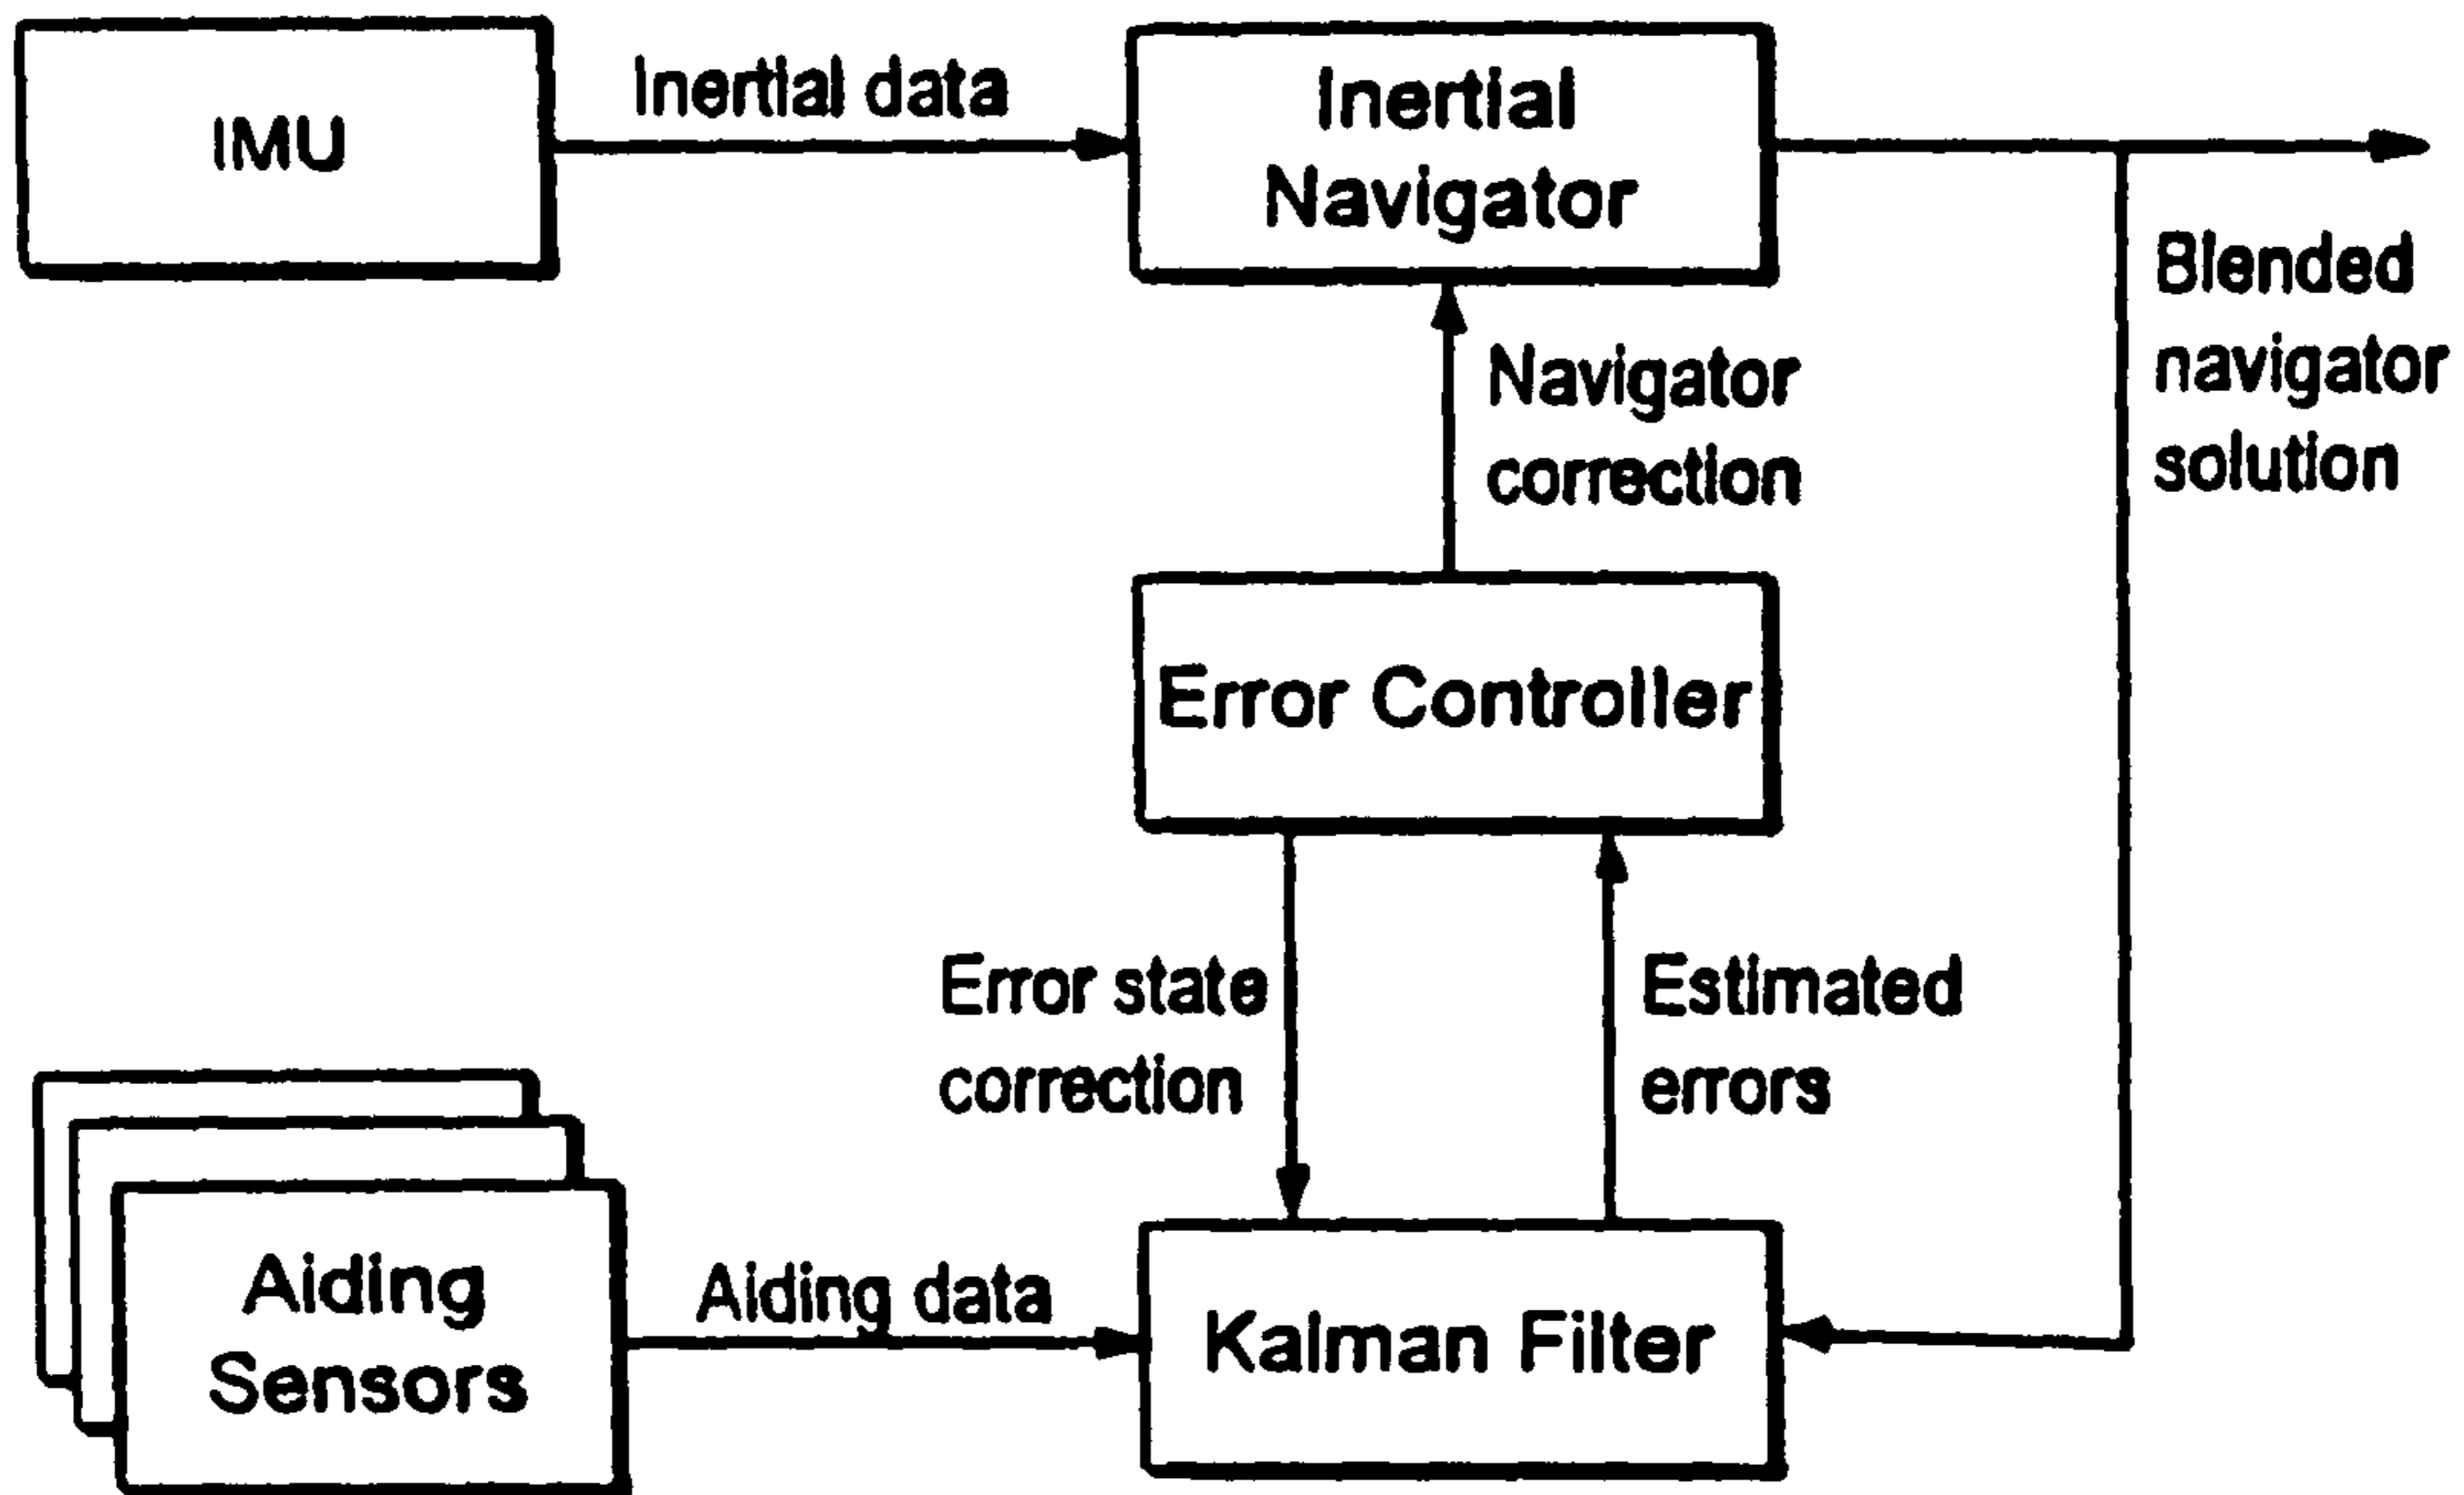 IMU
Inertial data
Inertial
Navigator
Blended
navigator
solution
Navigator
correction
Error Controller
Error state
correction
Estimated
errors
Aiding
Sensors
Aiding data
Kalman Filter